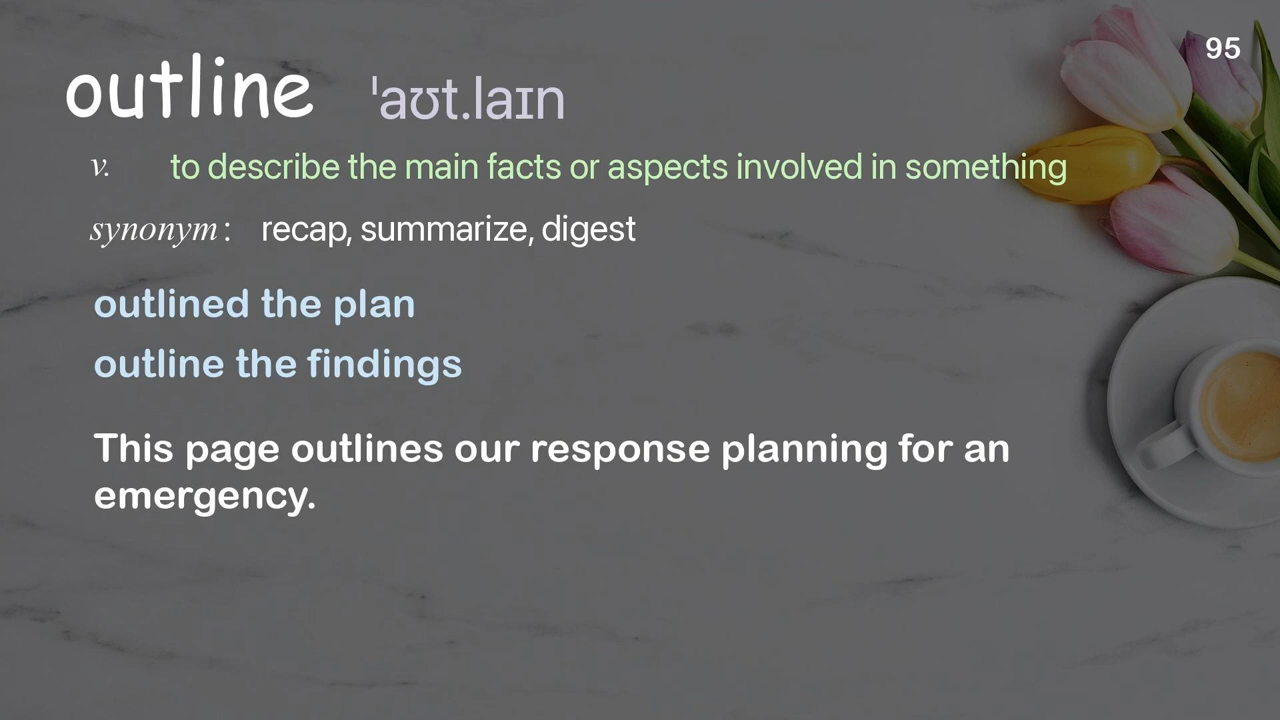 95
outline ˈaʊt.laɪn
v. to describe the main facts or aspects involved in something
synonym: recap, summarize, digest
outlined the plan
outline the findings
This page outlines our response planning for an
emergency.